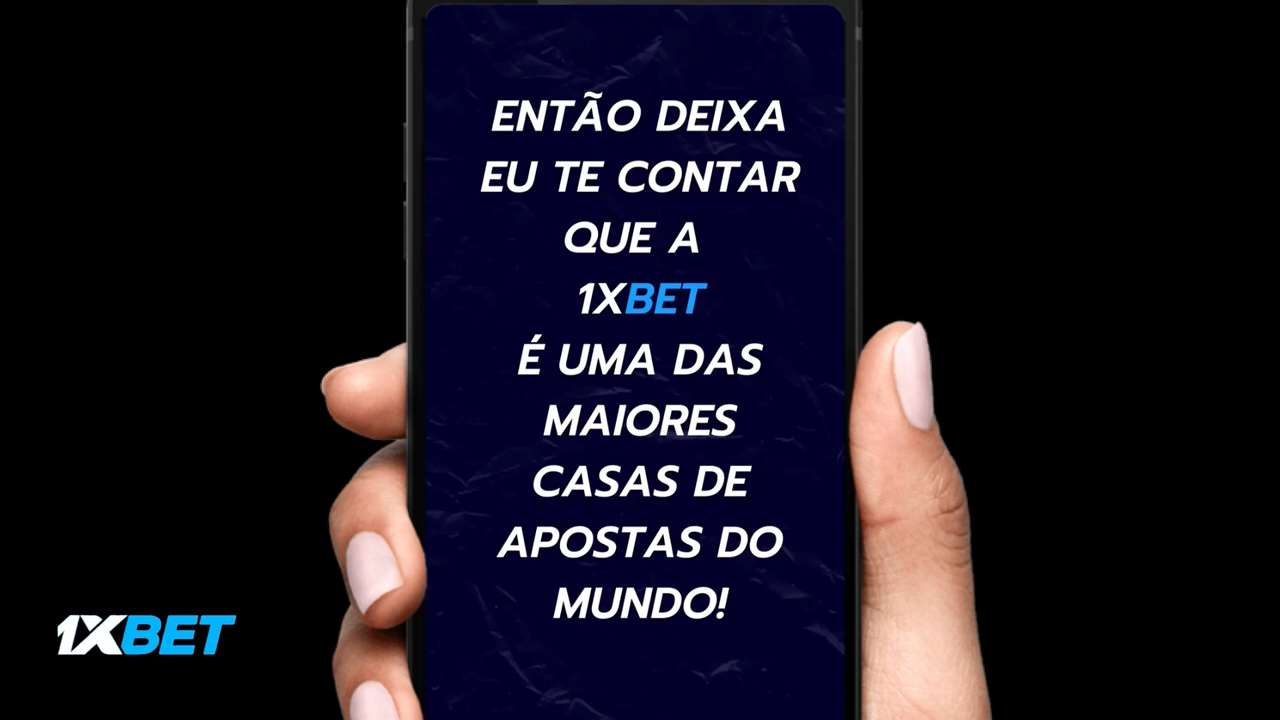 ENTÃO DEIXA
EU TE CONTAR
QUE A
1XBET
É UMA DAS
MAIORES
CASAS DE
APOSTAS DO
MUNDO!
1XBET